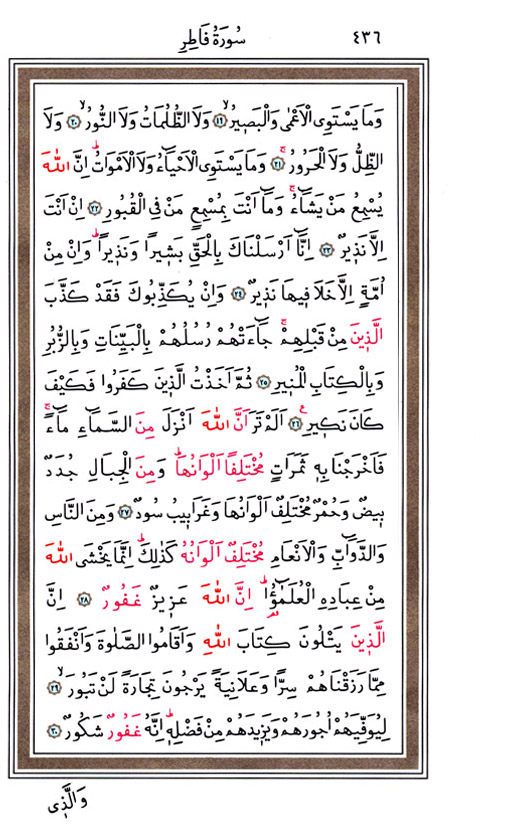 ٤٣٦
سُورَةُ فَاطِرٍ
وَمَا يَسْتَوِى الْاَعْمٰى وَالْبَصٖيرُۙ ﴿١٩﴾ وَلَا الظُّلُمَاتُ وَلَا النُّورُۙ ﴿٢٠﴾ وَلَا
الظِّلُّ وَلَا الْحَرُورُۚ ﴿٢١﴾ وَمَا يَسْتَوِى الْاَحْيَٓاءُ وَلَا الْاَمْوَاتُؕ اِنَّ اللّٰهَ
يُسْمِعُ مَنْ يَشَٓاءُۚ وَمَٓا اَنْتَ بِمُسْمِعٍ مَنْ فِى الْقُبُورِ ﴿٢٢﴾ اِنْ اَنْتَ
اِلَّا نَذٖيرٌ ﴿٢٣﴾ اِنَّٓا اَرْسَلْنَاكَ بِالْحَقِّ بَشٖيرًا وَنَذٖيرًاؕ وَاِنْ مِنْ
اُمَّةٍ اِلَّا خَلَا فٖيهَا نَذٖيرٌ ﴿٢٤﴾ وَاِنْ يُكَذِّبُوكَ فَقَدْ كَذَّبَ
الَّذٖينَ مِنْ قَبْلِهِمْۚ جَٓاءَتْهُمْ رُسُلُهُمْ بِالْبَيِّنَاتِ وَبِالزُّبُرِ
وَبِالْكِتَابِ الْمُنٖيرِ ﴿٢٥﴾ ثُمَّ اَخَذْتُ الَّذٖينَ كَفَرُوا فَكَيْفَ
كَانَ نَكٖيرِ ﴿٢٦﴾ اَلَمْ تَرَ اَنَّ اللّٰهَ اَنْزَلَ مِنَ السَّمَٓاءِ مَٓاءًۚ
فَاَخْرَجْنَا بِهٖ ثَمَرَاتٍ مُخْتَلِفًا اَلْوَانُهَاؕ وَمِنَ الْجِبَالِ جُدَدٌ
بٖيضٌ وَحُمْرٌ مُخْتَلِفٌ اَلْوَانُهَا وَغَرَابٖيبُ سُودٌ ﴿٢٧﴾ وَمِنَ النَّاسِ
وَالدَّوَٓابِّ وَالْاَنْعَامِ مُخْتَلِفٌ اَلْوَانُهُ كَذٰلِكَؕ اِنَّمَا يَخْشَى اللّٰهَ
مِنْ عِبَادِهِ الْعُلَمٰٓؤُ۬اؕ اِنَّ اللّٰهَ عَزٖيزٌ غَفُورٌ ﴿٢٨﴾ اِنَّ
الَّذٖينَ يَتْلُونَ كِتَابَ اللّٰهِ وَاَقَامُوا الصَّلٰوةَ وَاَنْفَقُوا
مِمَّا رَزَقْنَاهُمْ سِرًّا وَعَلَانِيَةً يَرْجُونَ تِجَارَةً لَنْ تَبُورَۙ ﴿٢٩﴾
لِيُوَفِّيَهُمْ اُجُورَهُمْ وَيَزٖيدَهُمْ مِنْ فَضْلِهٖؕ اِنَّهُ غَفُورٌ شَكُورٌ ﴿٣٠﴾
وَالَّذٖى